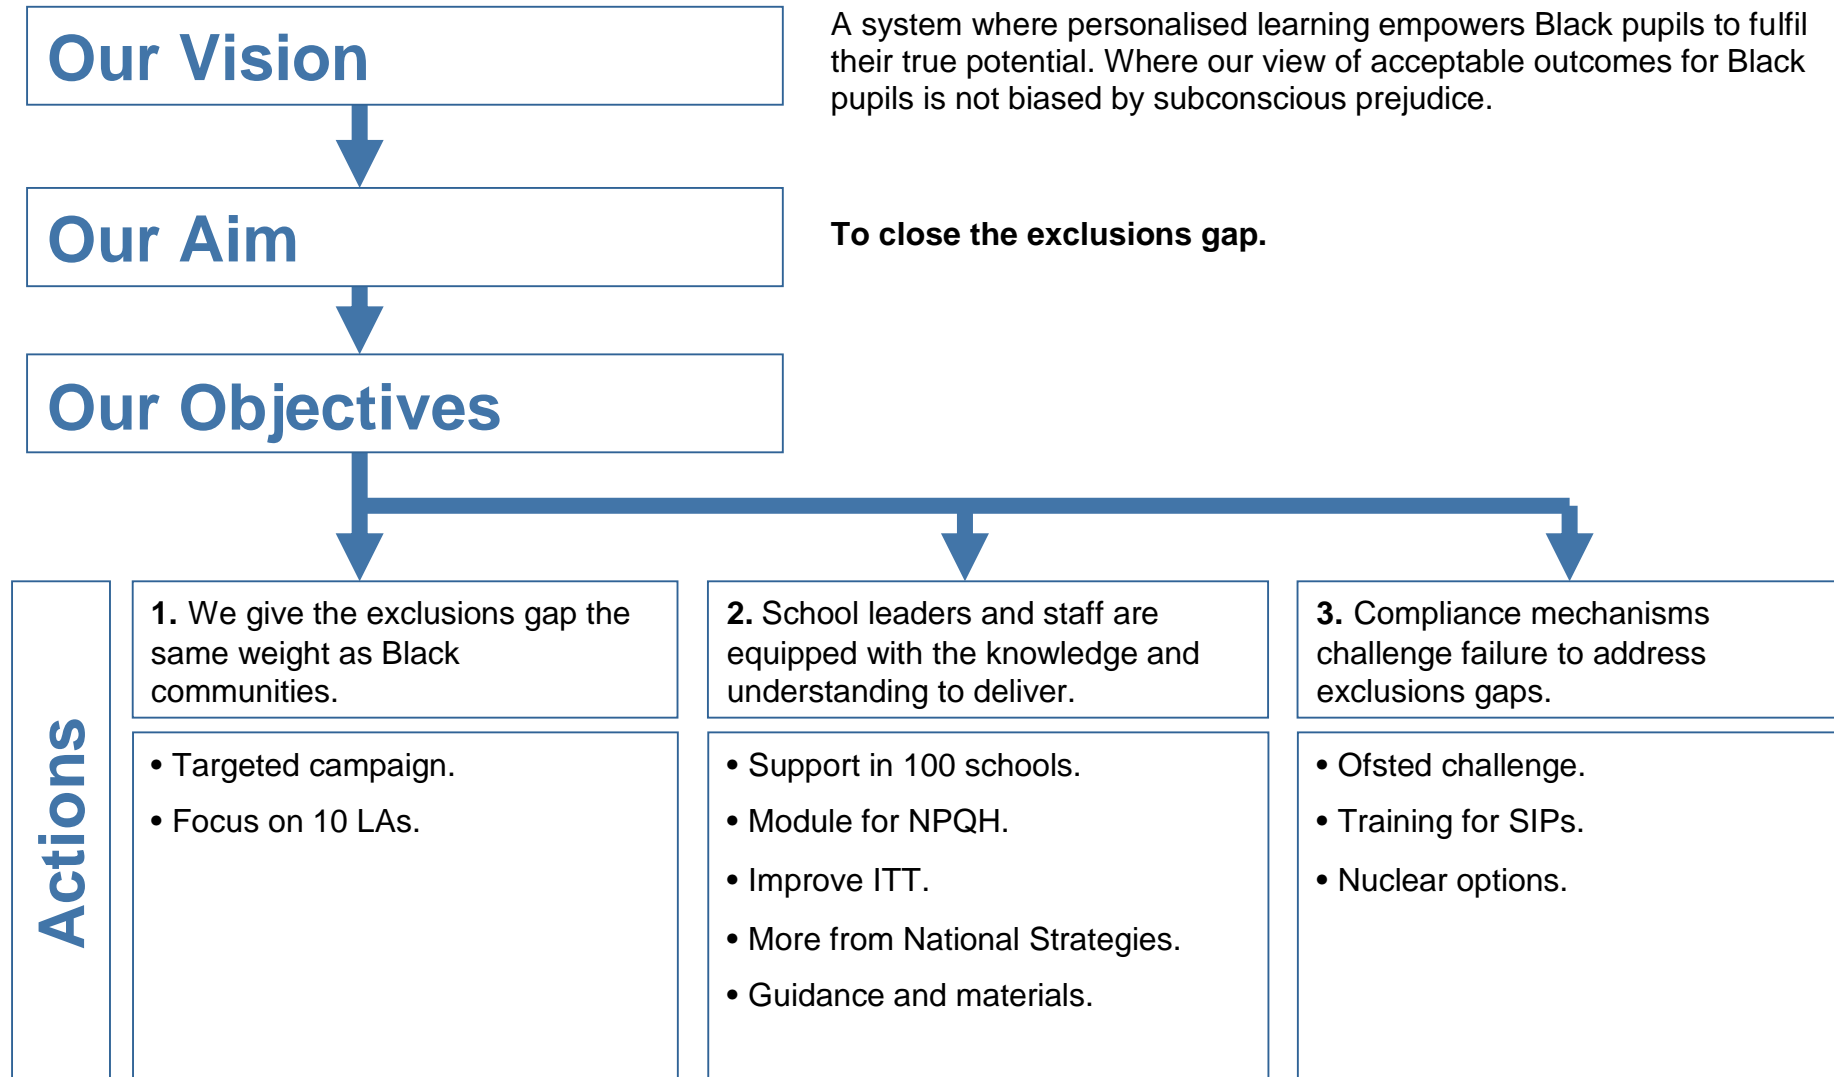 Our Vision
A system where personalised learning empowers Black pupils to fulfil
their true potential. Where our view of acceptable outcomes for Black
pupils is not biased by subconscious prejudice.
Our Aim
To close the exclusions gap.
Our Objectives
Actions
1. We give the exclusions gap the
same weight as Black
communities.
• Targeted campaign.
• Focus on 10 LAs.
2. School leaders and staff are
equipped with the knowledge and
understanding to deliver.
• Support in 100 schools.
• Module for NPQH.
• Improve ITT.
• More from National Strategies.
• Guidance and materials.
3. Compliance mechanisms
challenge failure to address
exclusions gaps.
• Ofsted challenge.
• Training for SIPs.
• Nuclear options.